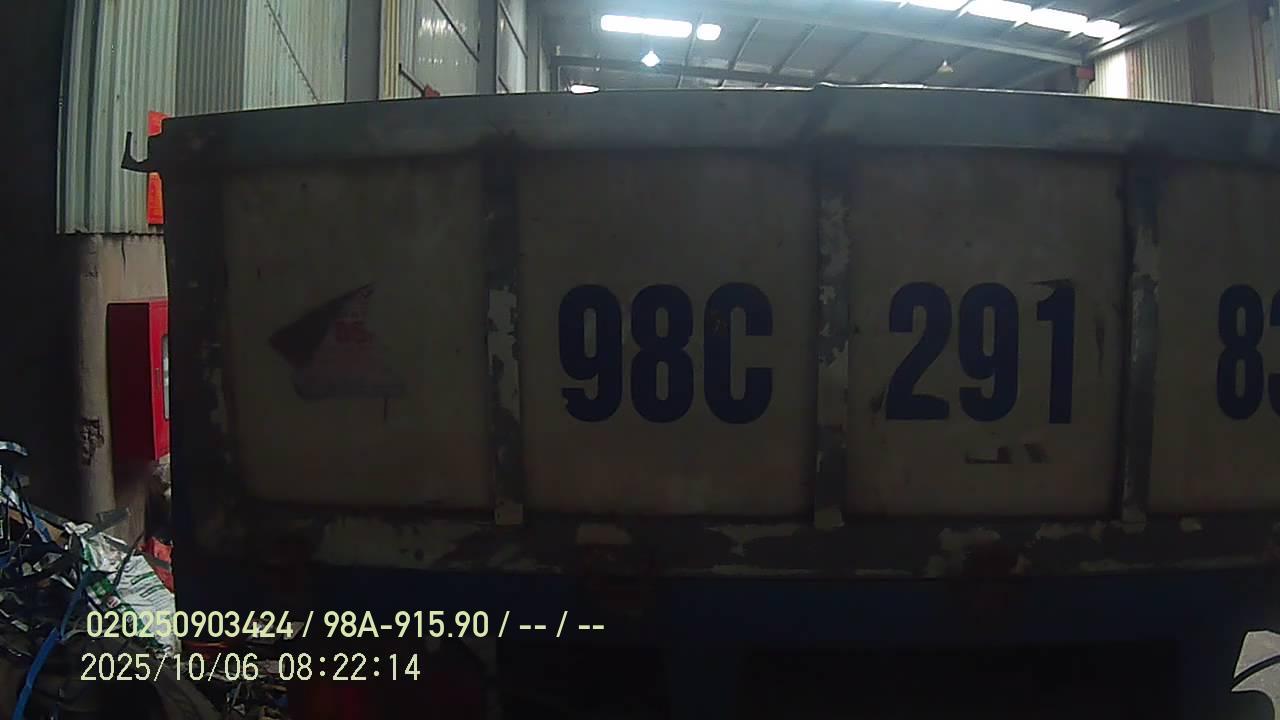 98C 291 8
020250903424 / 98A-915.90 / -- / --
2025/10/06 08:22:14